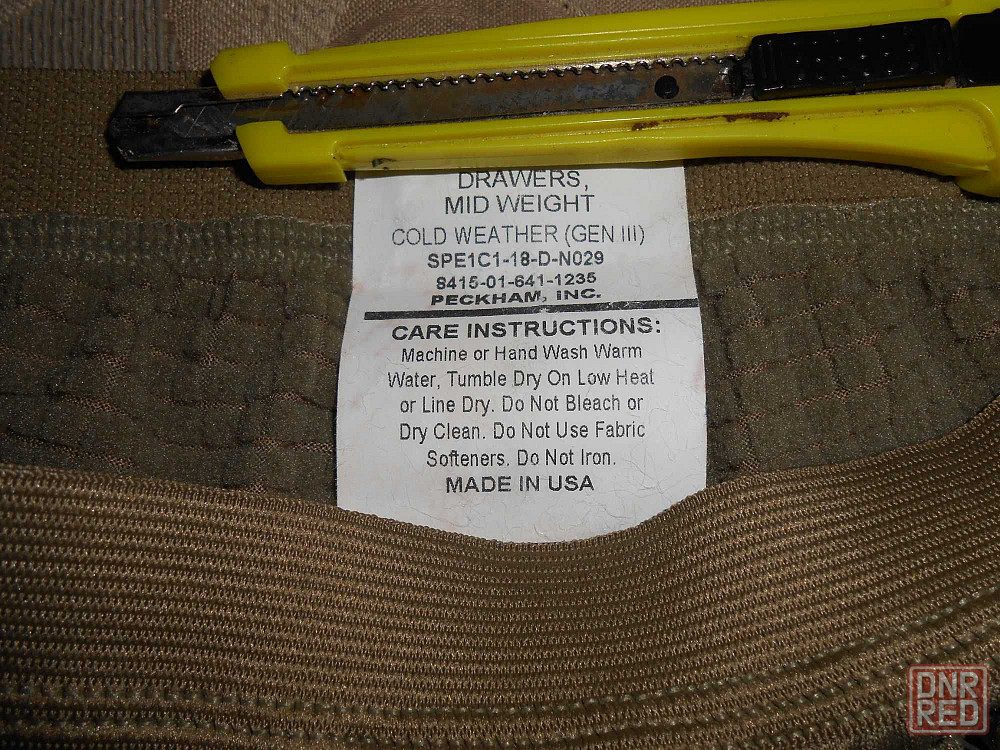 DRAWERS,
MID WEIGHT
COLD WEATHER (GEN III)
SPE1C1-18-D-N029
8415-01-641-1235
PECKHAM, INC.
CARE INSTRUCTIONS:
Machine or Hand Wash Warm
Water, Tumble Dry On Low Heat
or Line Dry. Do Not Bleach or
Dry Clean. Do Not Use Fabric
Softeners. Do Not Iron.
MADE IN USA
DNR
RED